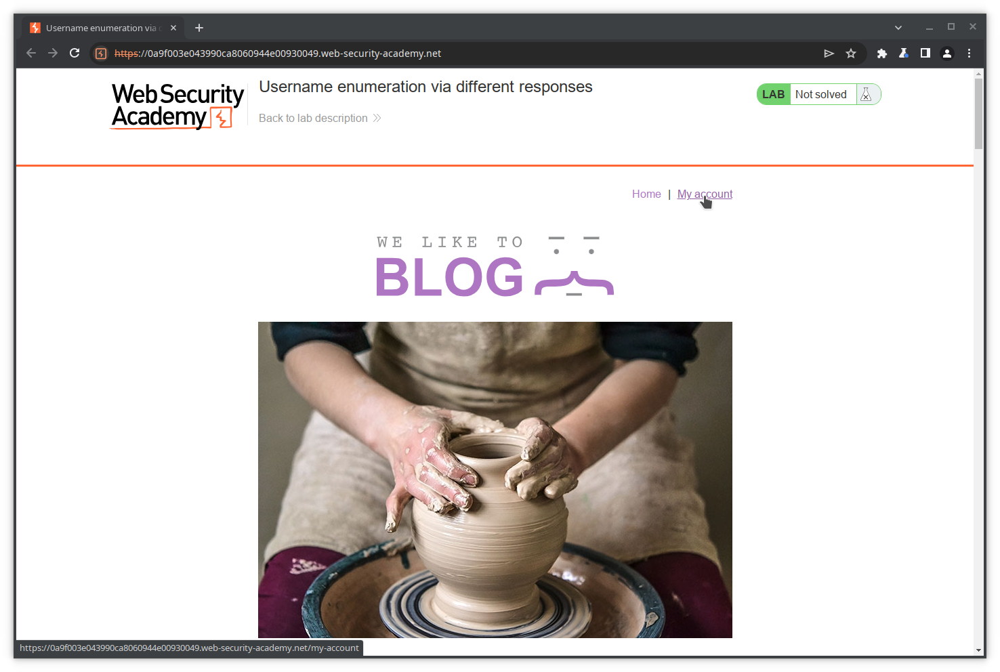 Username enumeration via
https://0a9f003e043990ca8060944e00930049.web-security-academy.net
Web Security
Academy
Username enumeration via different responses
Back to lab description
LAB Not solved
Home | My account
WE LIKE TO
BLOG
https://0a9f003e043990ca8060944e00930049.web-security-academy.net/my-account